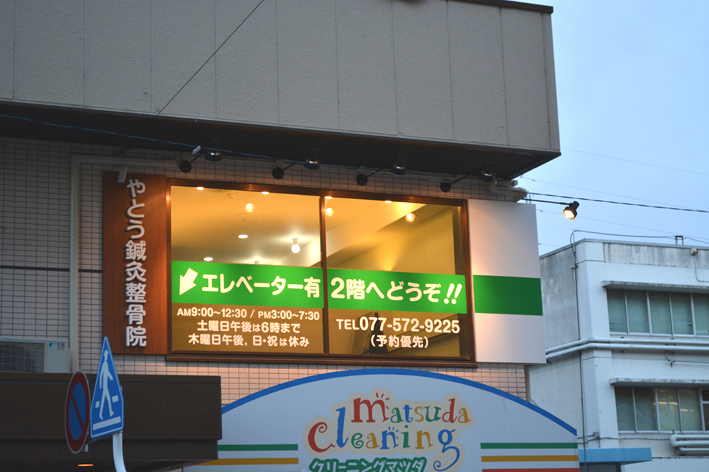 やとう鍼灸整骨院
エレベーター有 2階へどうぞ!!
AM9:00~12:30 / PM3:00~7:30
土曜日午後は6時まで
木曜日午後, 日・祝は休み
TEL077-572-9225
(予約優先)
Matsuda
Cleaning
クリーニングマツダ